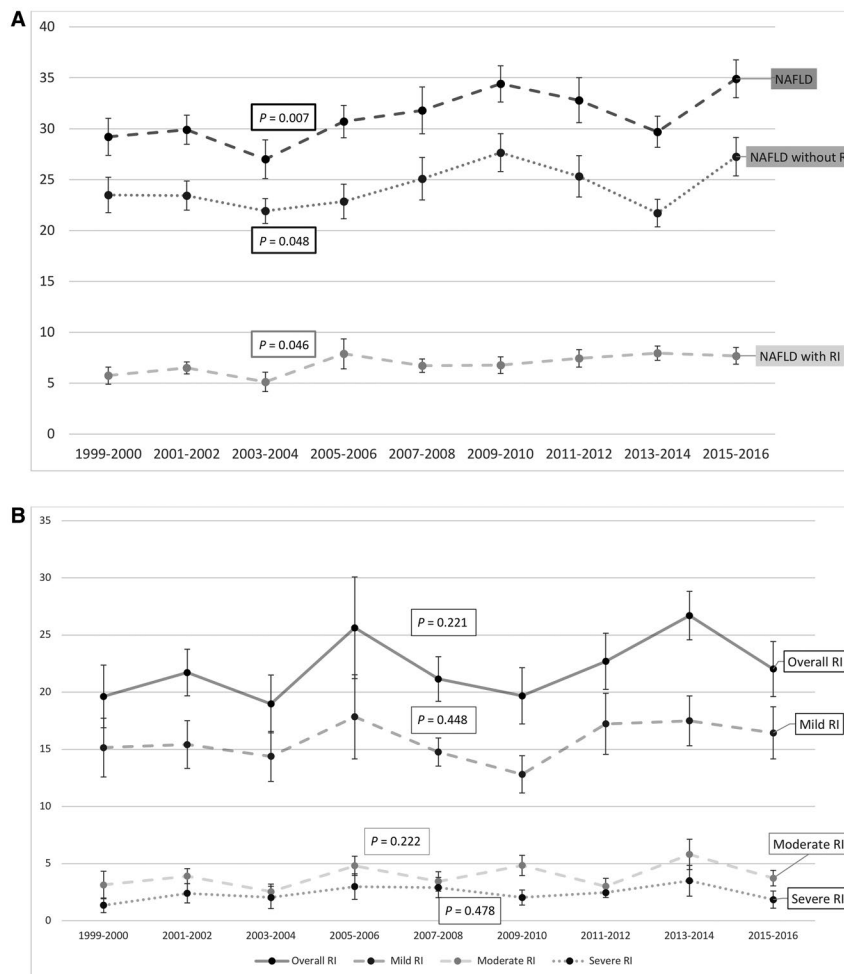 A
40
35
30
25
20
15
10
5
0
P = 0.007
P = 0.048
P = 0.046
NAFLD
NAFLD without R
NAFLD with RI
1999-2000 2001-2002 2003-2004 2005-2006 2007-2008 2009-2010 2011-2012 2013-2014 2015-2016
B
35
30
25
20
15
10
5
0
P = 0.221
P = 0.448
P = 0.222
P = 0.478
Overall RI
Mild RI
Moderate RI
Severe RI
1999-2000 2001-2002 2003-2004 2005-2006 2007-2008 2009-2010 2011-2012 2013-2014 2015-2016
Overall RI Mild RI Moderate RI Severe RI